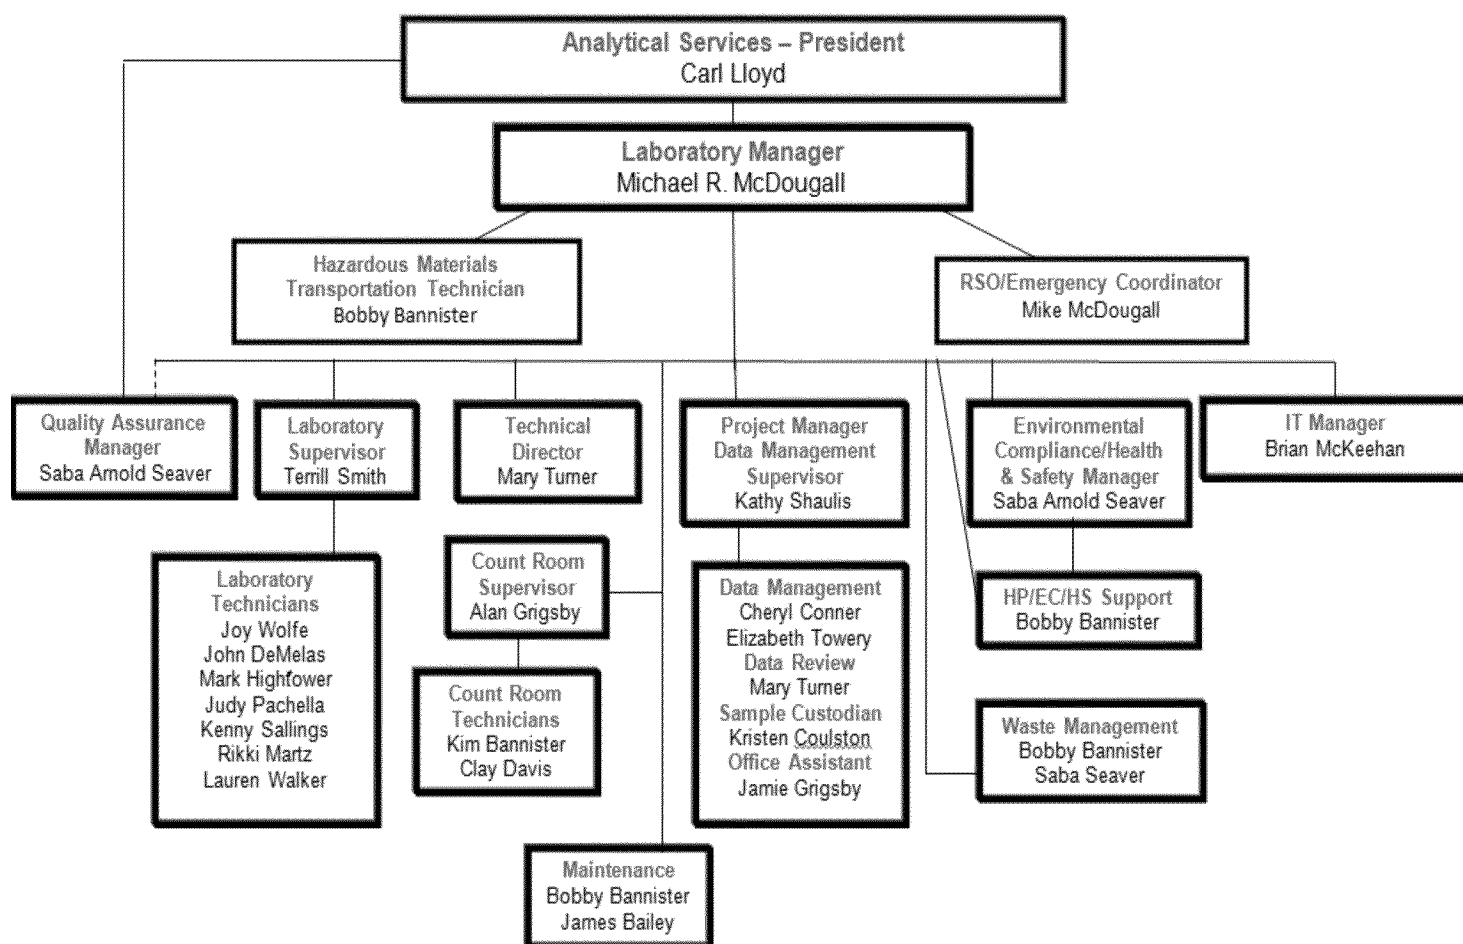 Analytical Services – President
Carl Lloyd
Laboratory Manager
Michael R. McDougall
Hazardous Materials
Transportation Technician
Bobby Bannister
RSO/Emergency Coordinator
Mike McDougall
Quality Assurance
Manager
Saba Arnold Seaver
Laboratory
Supervisor
Terrill Smith
Technical
Director
Mary Turner
Project Manager
Data Management
Supervisor
Kathy Shaulis
Environmental
Compliance/Health
& Safety Manager
Saba Arnold Seaver
IT Manager
Brian McKeehan
Laboratory
Technicians
Joy Wolfe
John DeMelas
Mark Hightower
Judy Pachella
Kenny Sallings
Rikki Martz
Lauren Walker
Count Room
Supervisor
Alan Grigsby
Count Room
Technicians
Kim Bannister
Clay Davis
Data Management
Cheryl Conner
Elizabeth Towery
Data Review
Mary Turner
Sample Custodian
Kristen Coulston
Office Assistant
Jamie Grigsby
HP/EC/HS Support
Bobby Bannister
Waste Management
Bobby Bannister
Saba Seaver
Maintenance
Bobby Bannister
James Bailey